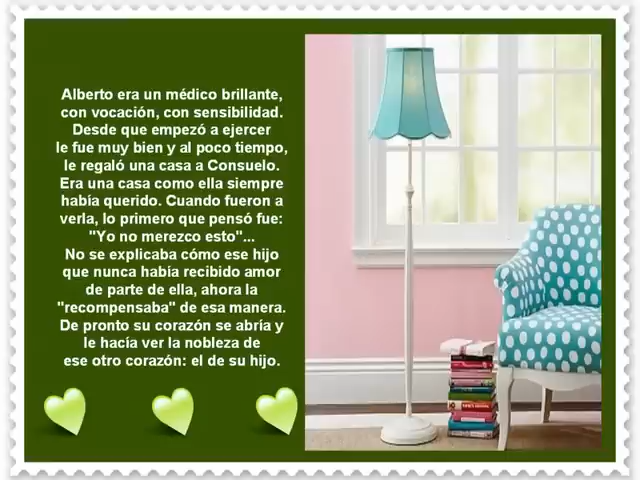 Alberto era un médico brillante,
con vocación, con sensibilidad.
Desde que empezó a ejercer
le fue muy bien y al poco tiempo,
le regaló una casa a Consuelo.
Era una casa como ella siempre
había querido. Cuando fueron a
verla, lo primero que pensó fue:
"Yo no merezco esto"...
No se explicaba cómo ese hijo
que nunca había recibido amor
de parte de ella, ahora la
"recompensaba" de esa manera.
De pronto su corazón se abría y
le hacía ver la nobleza de
ese otro corazón: el de su hijo.